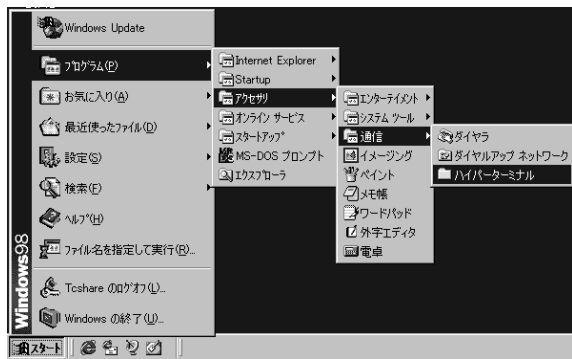 Windows Update
プログラム(P)
お気に入り(A)
最近使ったファイル(D)
設定(S)
検索(F)
ヘルプ(H)
ファイル名を指定して実行(R)...
Tcshare のログオフ(L)...
Windows の終了(U)...
Windows98
スタート
Internet Explorer
Startup
アクセサリ
オンライン サービス
スタートアップ
MS-DOS プロンプト
エクスプローラ
エンターテイメント
システム ツール
通信
イメージング
ペイント
メモ帳
ワードパッド
外字エディタ
電卓
ダイヤラ
ダイヤルアップ ネットワーク
ハイパーターミナル